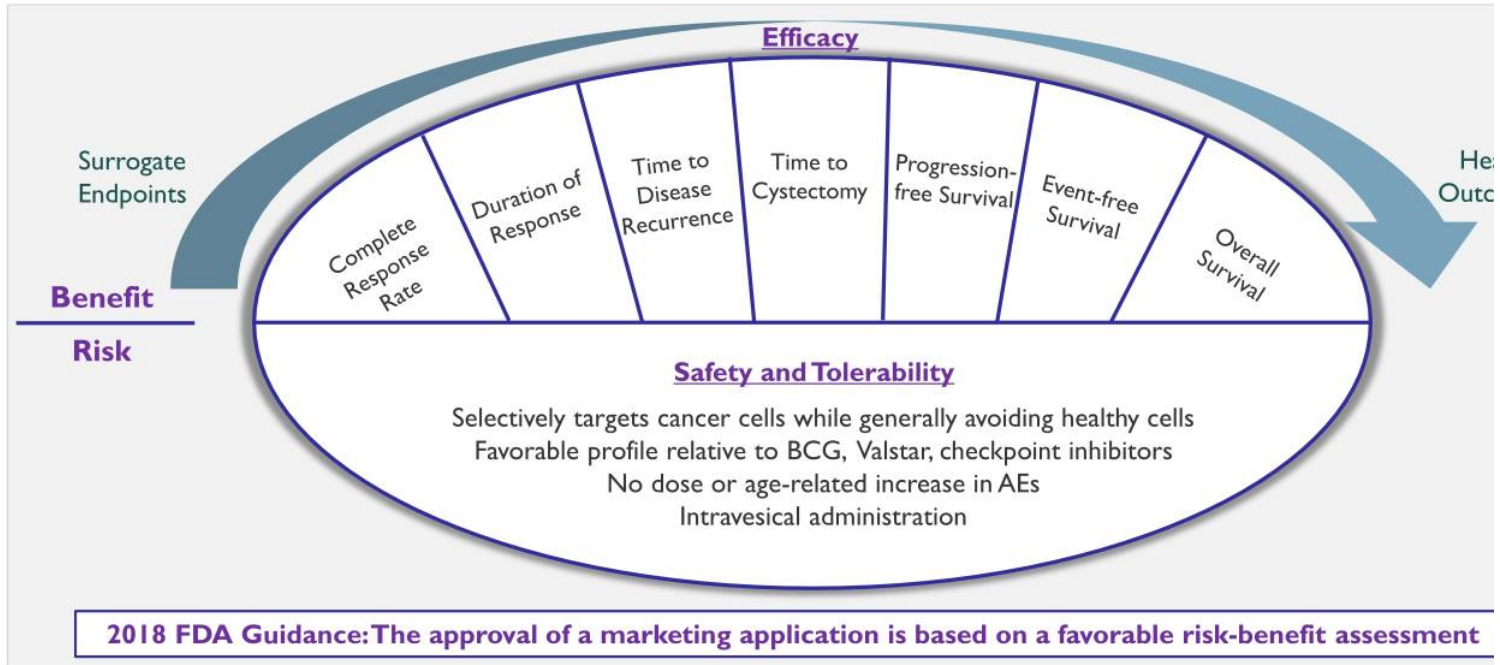 Efficacy
Surrogate
Endpoints
Complete
Response
Rate
Duration of
Response
Time to
Disease
Recurrence
Time to
Cystectomy
Progression-
free Survival
Event-free
Survival
Overall
Survival
Benefit
Risk
Safety and Tolerability
Selectively targets cancer cells while generally avoiding healthy cells
Favorable profile relative to BCG, Valstar, checkpoint inhibitors
No dose or age-related increase in AEs
Intravesical administration
2018 FDA Guidance: The approval of a marketing application is based on a favorable risk-benefit assessment